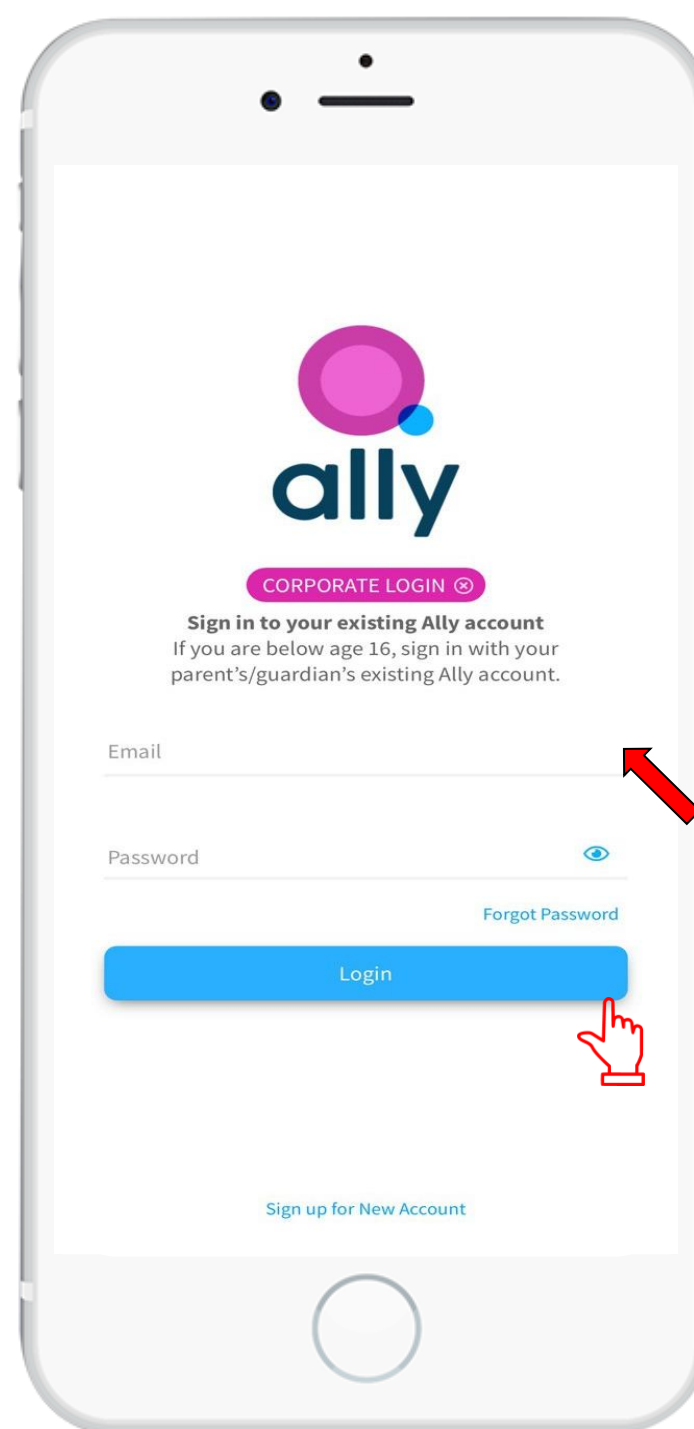 ally
CORPORATE LOGIN
Sign in to your existing Ally account
If you are below age 16, sign in with your
parent’s/guardian’s existing Ally account.
Email
Password
Forgot Password
Login
Sign up for New Account